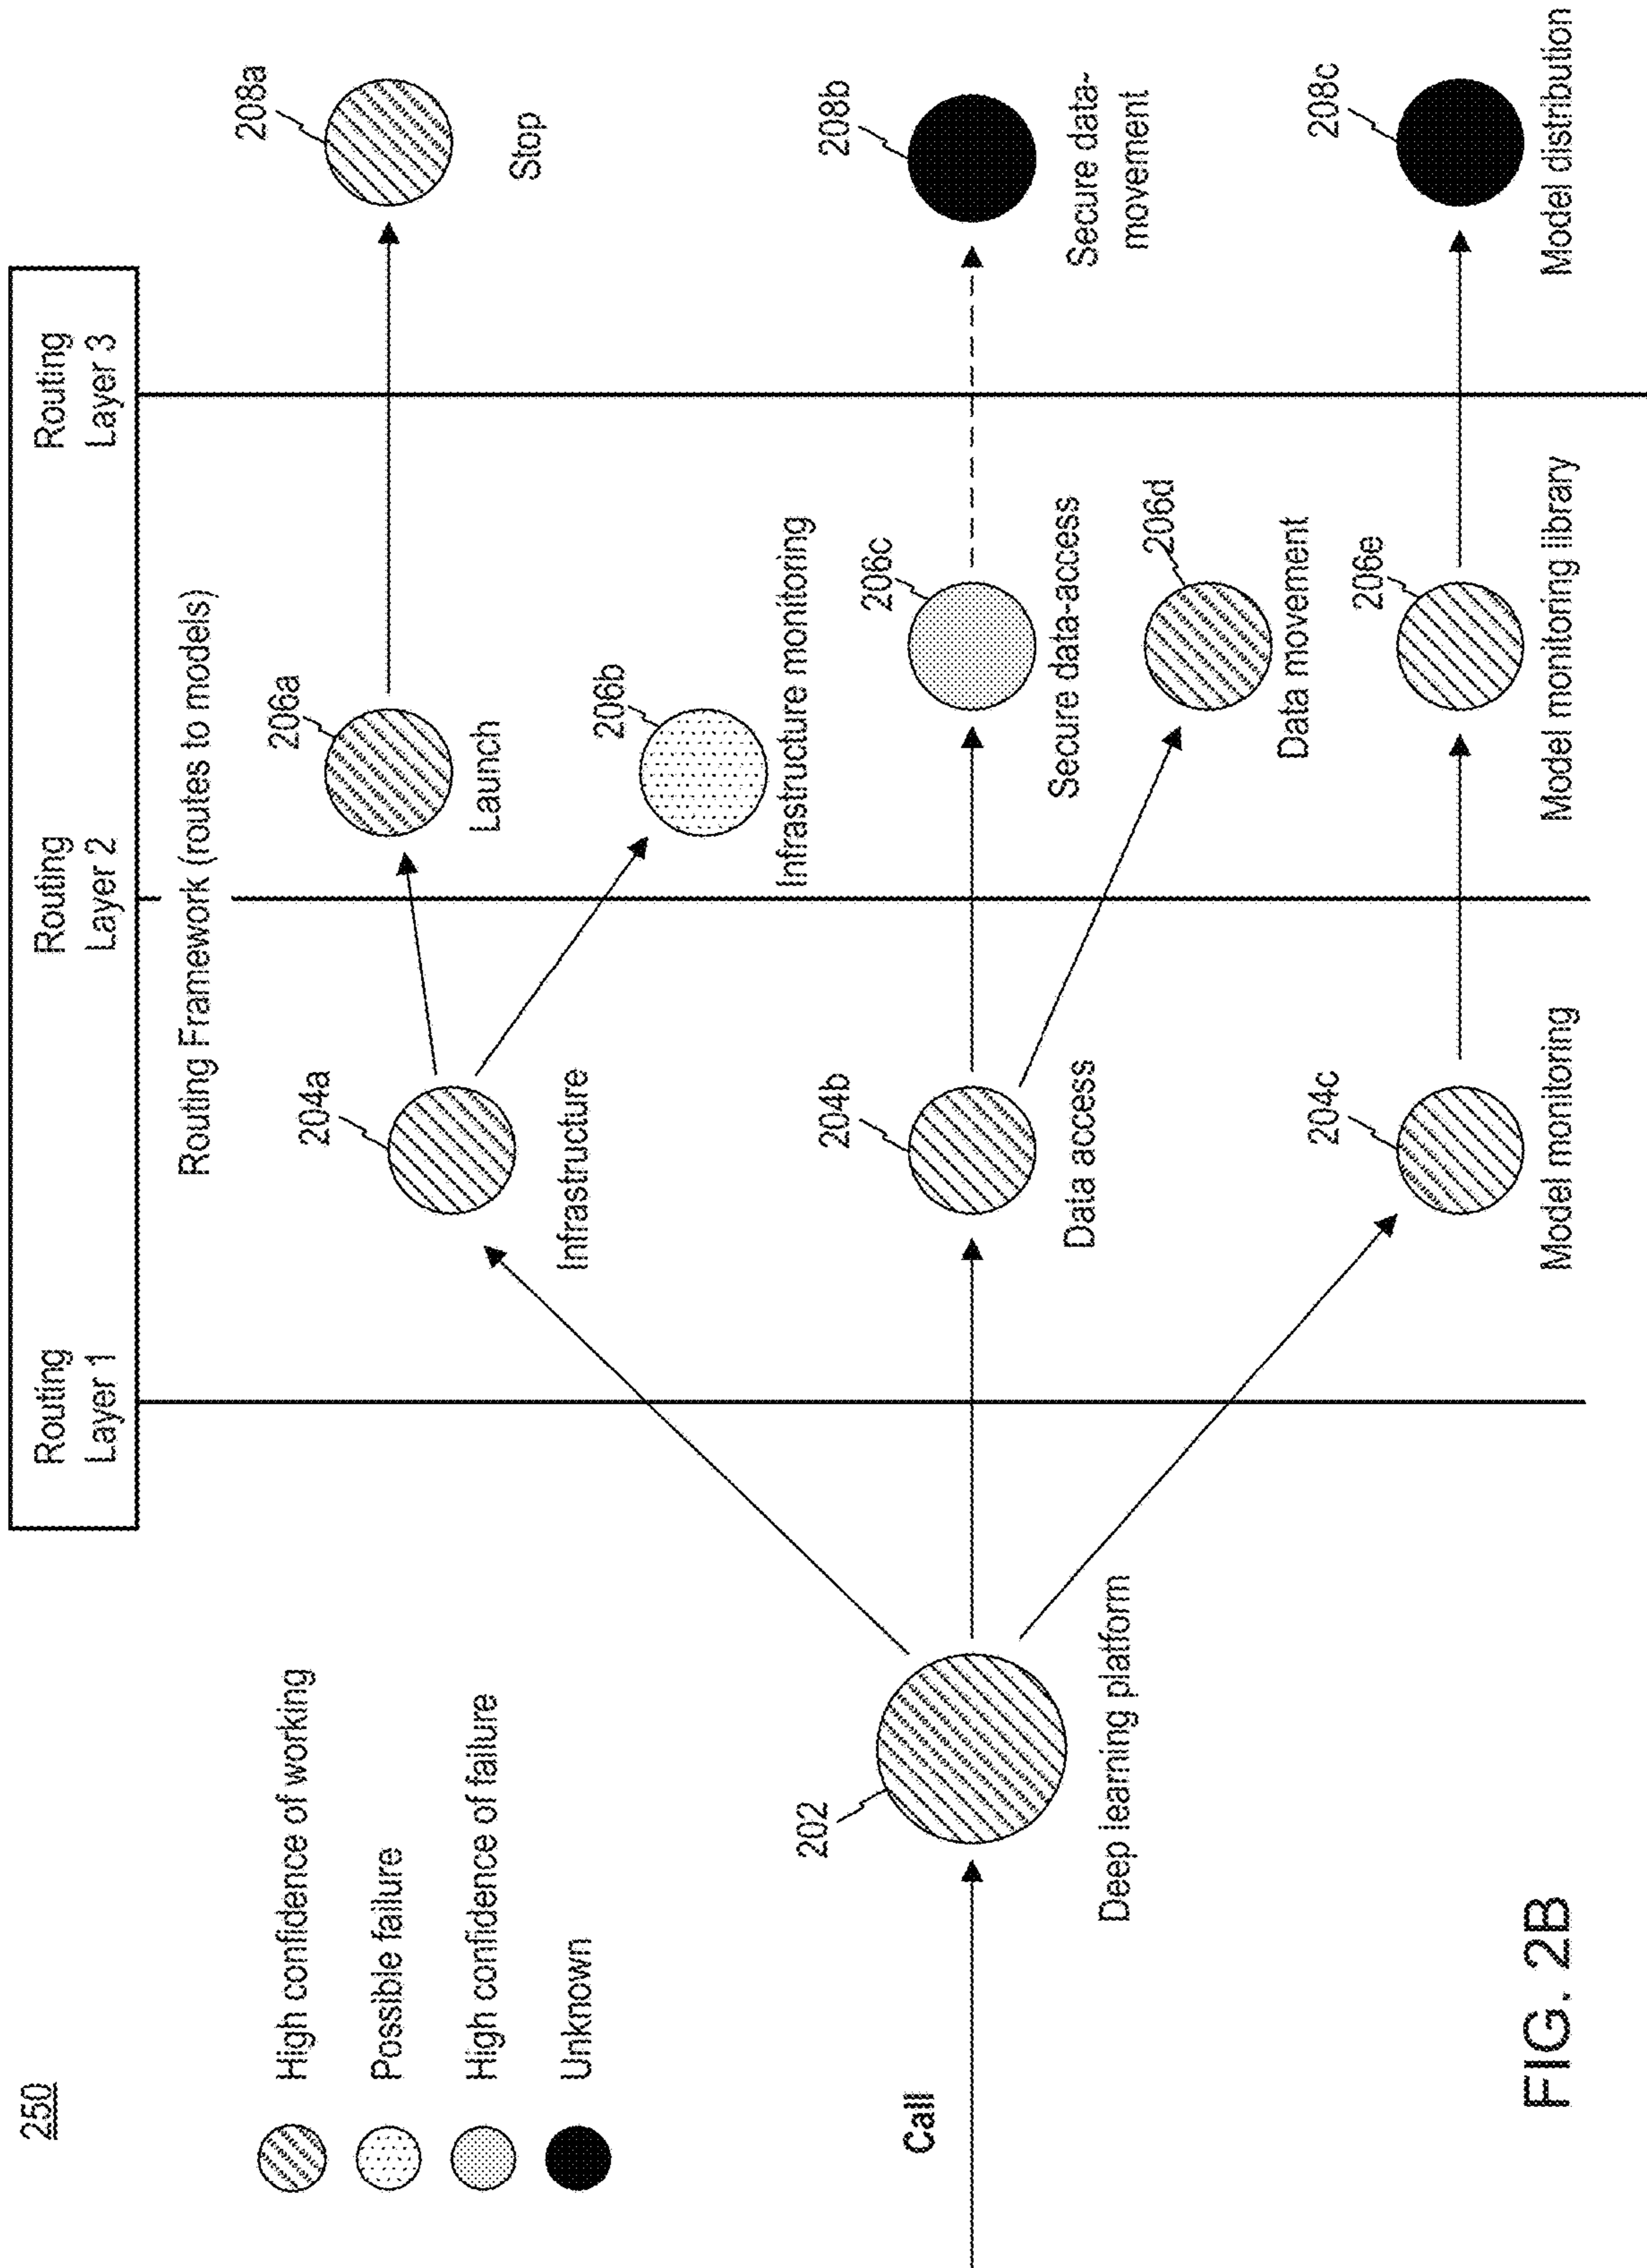 250
Routing
Layer 1
Routing
Layer 2
Routing
Layer 3
Routing Framework (routes to models)
High confidence of working
Possible failure
High confidence of failure
Unknown
Call
202
Deep learning platform
204a
Infrastructure
204b
Data access
204c
Model monitoring
206a
Launch
206b
Infrastructure monitoring
206c
Secure data-access
206d
Data movement
206e
Model monitoring library
208a
Stop
208b
Secure data-
movement
208c
Model distribution
FIG. 2B